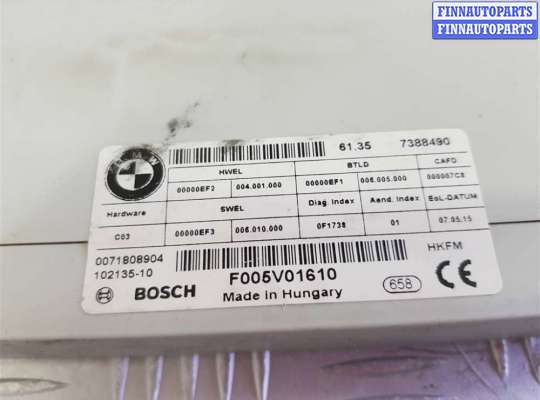 FINNAUTOPARTS
FINNAUTOPARTS
BMW
61.35 7388490
HWEL BTLD CAFD
00000EF2 004.001.000 00000EF1 006.005.000 000007C8
Hardware SWEL Diag. Index Aend. Index EoL-DATUM
C03 00000EF3 006.010.000 0F1738 01 07.05.15
0071808904 HKFM
102135-10 F005V01610
BOSCH Made in Hungary 658 CE